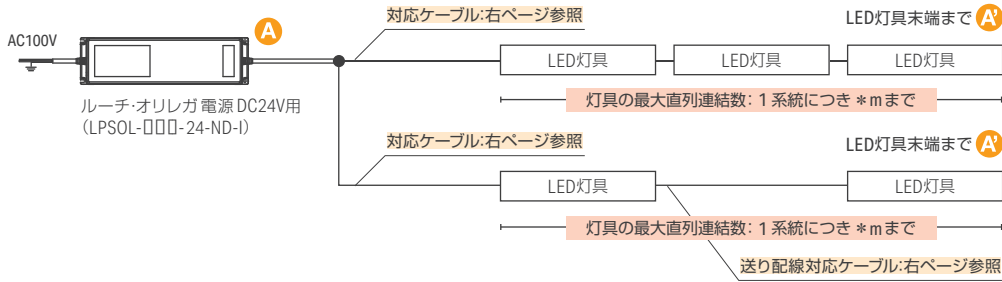 対応ケーブル:右ページ参照
LED灯具末端まで A'
AC100V
A
LED灯具
LED灯具
LED灯具
ルーチ・オリレガ 電源 DC24V用
(LPSOL-□□□-24-ND-I)
灯具の最大直列連結数: 1系統につき *mまで
対応ケーブル:右ページ参照
LED灯具末端まで A'
LED灯具
LED灯具
灯具の最大直列連結数: 1系統につき *mまで
送り配線対応ケーブル:右ページ参照